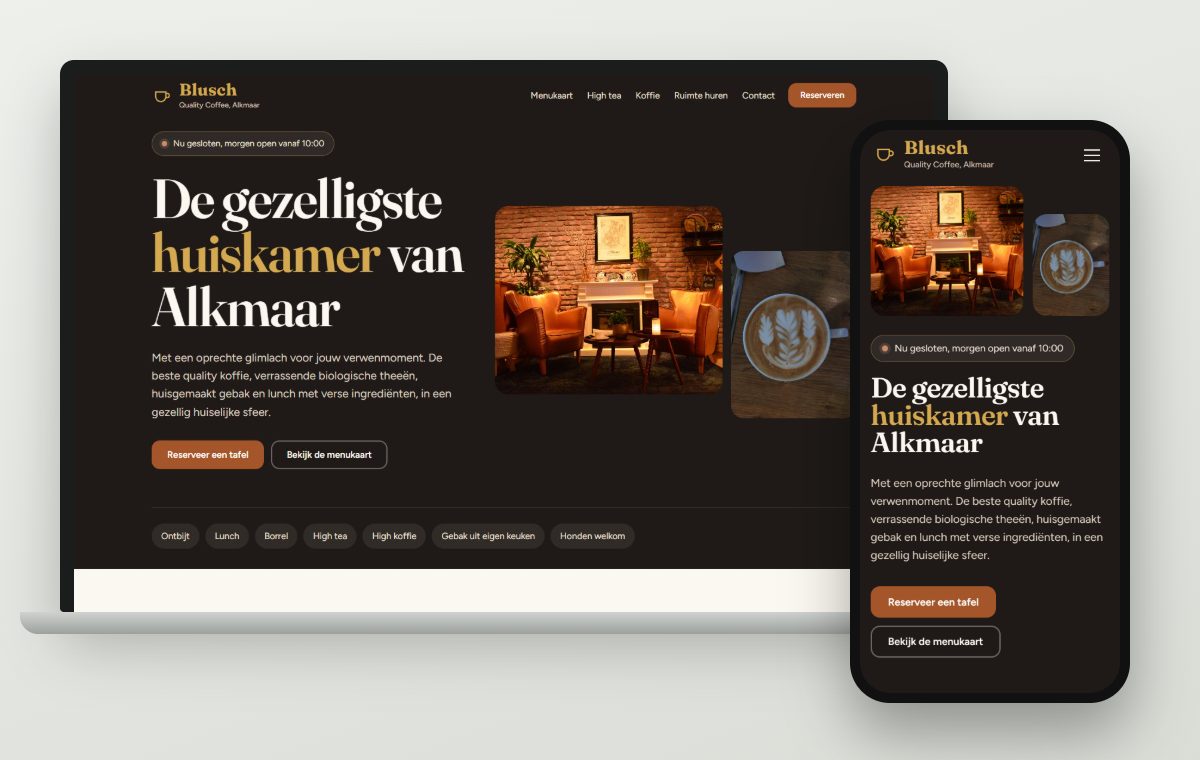 Blusch
Quality Coffee, Alkmaar
Menukaart High tea Koffie Ruimte huren Contact Reserveren
Nu gesloten, morgen open vanaf 10:00
De gezelligste
huiskamer van
Alkmaar
Met een oprechte glimlach voor jouw verwenmoment. De
beste quality koffie, verrassende biologische theeën,
huisgemaakt gebak en lunch met verse ingrediënten, in een
gezellig huiselijke sfeer.
Reserveer een tafel Bekijk de menukaart
Ontbijt Lunch Borrel High tea High koffie Gebak uit eigen keuken Honden welkom
Blusch
Quality Coffee, Alkmaar
Nu gesloten, morgen open vanaf 10:00
De gezelligste
huiskamer van
Alkmaar
Met een oprechte glimlach voor jouw
verwenmoment. De beste quality koffie,
verrassende biologische theeën, huisgemaakt
gebak en lunch met verse ingrediënten, in een
gezellig huiselijke sfeer.
Reserveer een tafel
Bekijk de menukaart